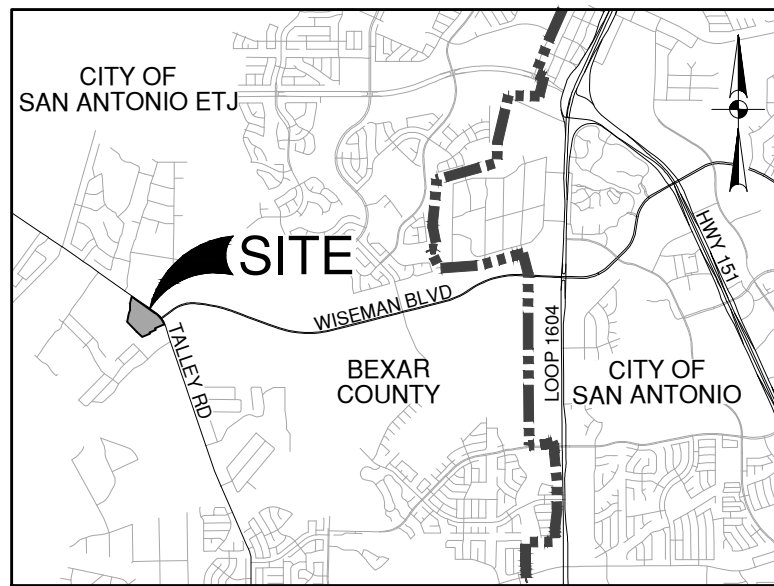 CITY OF
SAN ANTONIO ETJ
SITE
HWY 151
WISEMAN BLVD
TALLEY RD
LOOP 1604
BEXAR
COUNTY
CITY OF
SAN ANTONIO